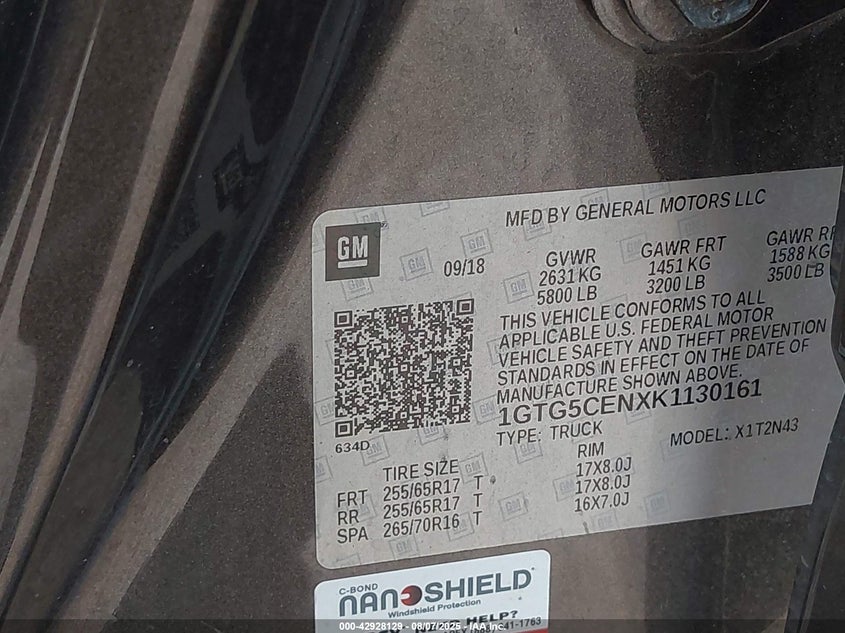 MFD BY GENERAL MOTORS LLC
GM
09/18
GVWR GAWR FRT GAWR
2631 KG 1451 KG 1588 KG
5800 LB 3200 LB 3500 LB
THIS VEHICLE CONFORMS TO ALL
APPLICABLE U.S. FEDERAL MOTOR
VEHICLE SAFETY AND THEFT PREVENTION
STANDARDS IN EFFECT ON THE DATE OF
MANUFACTURE SHOWN ABOVE.
1GTG5CENXK1130161
TYPE: TRUCK MODEL: X1T2N43
634D
TIRE SIZE RIM
FRT 255/65R17 T 17X8.0J
RR 255/65R17 T 17X8.0J
SPA 265/70R16 T 16X7.0J
C-BOND
NANOSHIELD
Windshield Protection
HELP?
41-1763
000-42928129 - 08/07/2025 - IAA Inc.